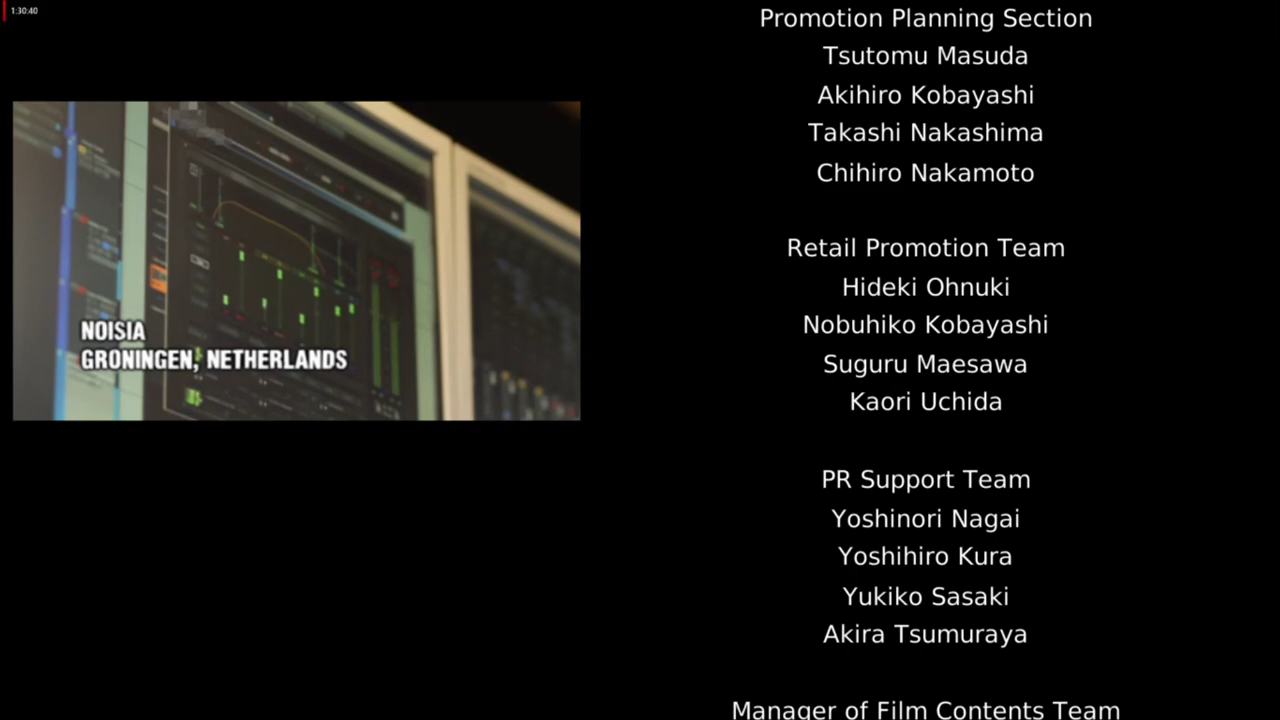 1:30:40
NOISIA
GRONINGEN, NETHERLANDS
Promotion Planning Section
Tsutomu Masuda
Akihiro Kobayashi
Takashi Nakashima
Chihiro Nakamoto
Retail Promotion Team
Hideki Ohnuki
Nobuhiko Kobayashi
Suguru Maesawa
Kaori Uchida
PR Support Team
Yoshinori Nagai
Yoshihiro Kura
Yukiko Sasaki
Akira Tsumuraya
Manager of Film Contents Team